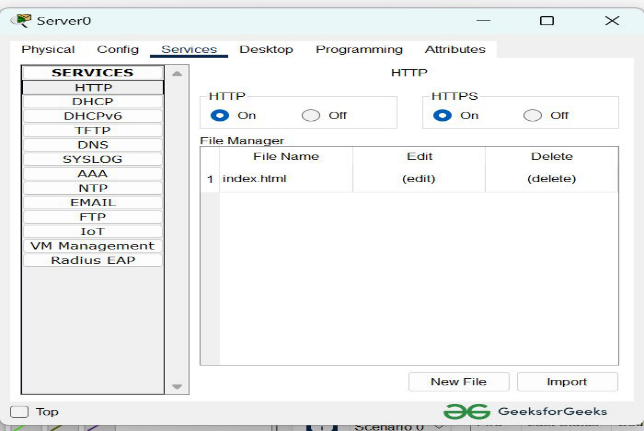 Server0
Physical Config Services Desktop Programming Attributes
SERVICES
HTTP
DHCP
DHCPv6
TFTP
DNS
SYSLOG
AAA
NTP
EMAIL
FTP
IoT
VM Management
Radius EAP
HTTP
HTTP
On Off
HTTPS
On Off
File Manager
File Name Edit Delete
1 index.html (edit) (delete)
New File Import
Top
GeeksforGeeks
Scenario 0